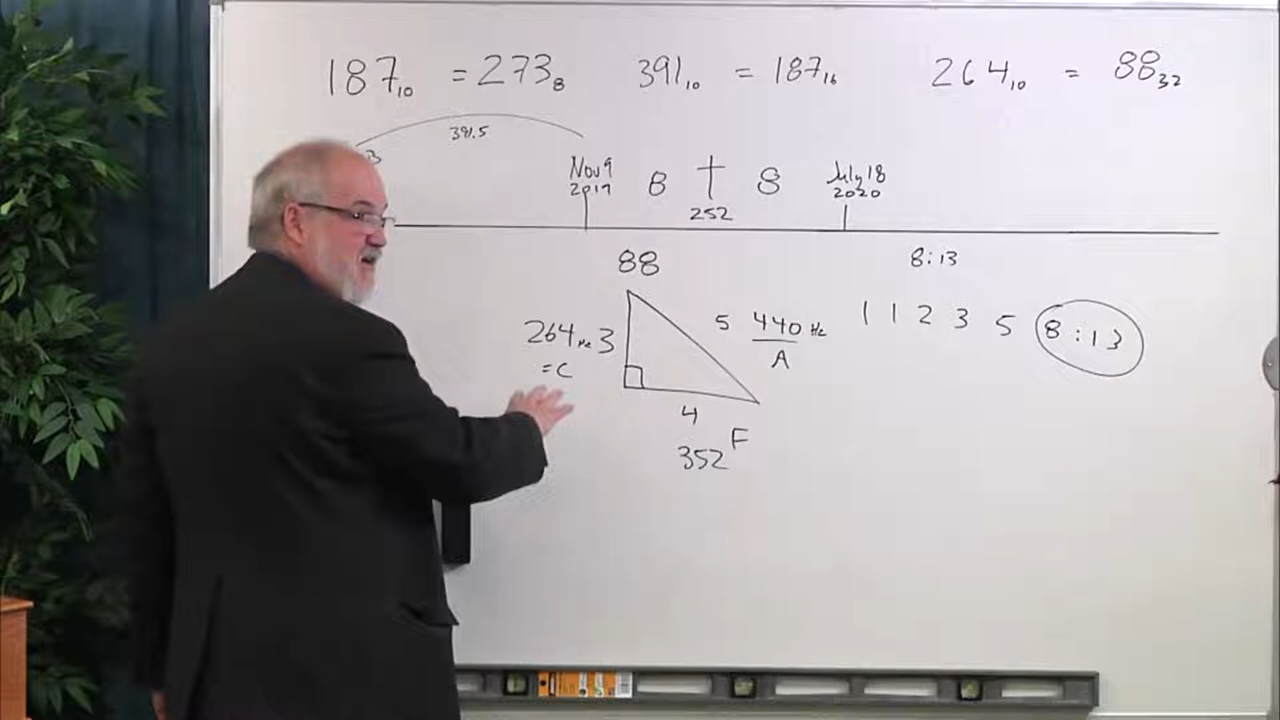 187₁₀ = 273₈   391₁₀ = 187₁₆   264₁₀ = 88₃₂
391.5
Nov 9   8 † 8   July 18
2019   252   2020
88   8:13
264 Hz 3   5 440 Hz   1 1 2 3 5 8:13
= C   A
4
352 F